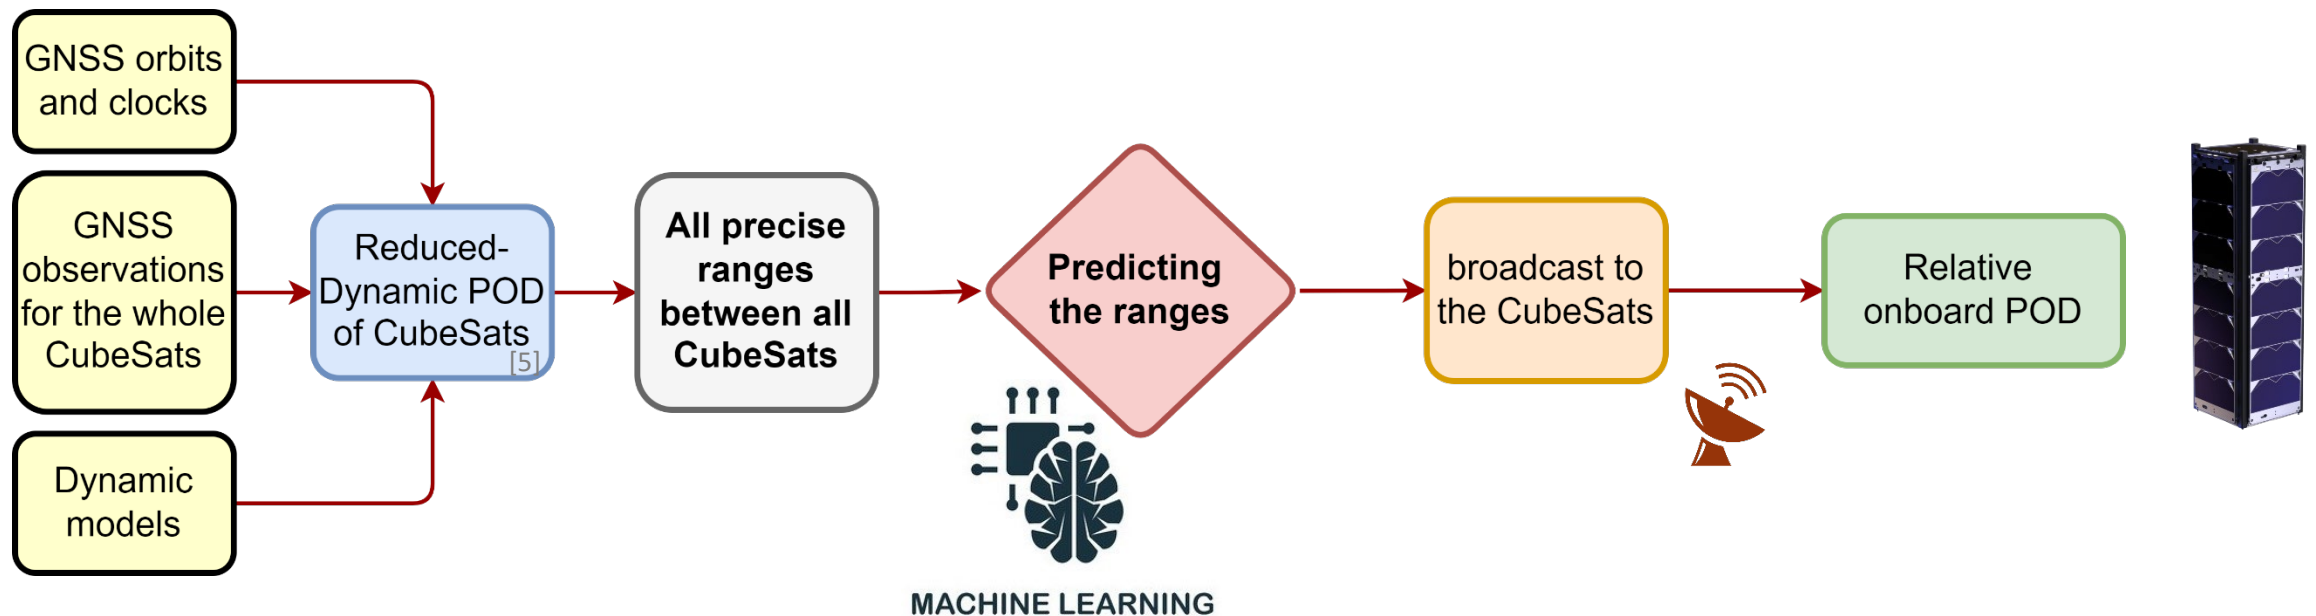 GNSS orbits
and clocks
GNSS
observations
for the whole
CubeSats
Dynamic
models
Reduced-
Dynamic POD
of CubeSats
[5]
All precise
ranges
between all
CubeSats
Predicting
the ranges
MACHINE LEARNING
broadcast to
the CubeSats
Relative
onboard POD